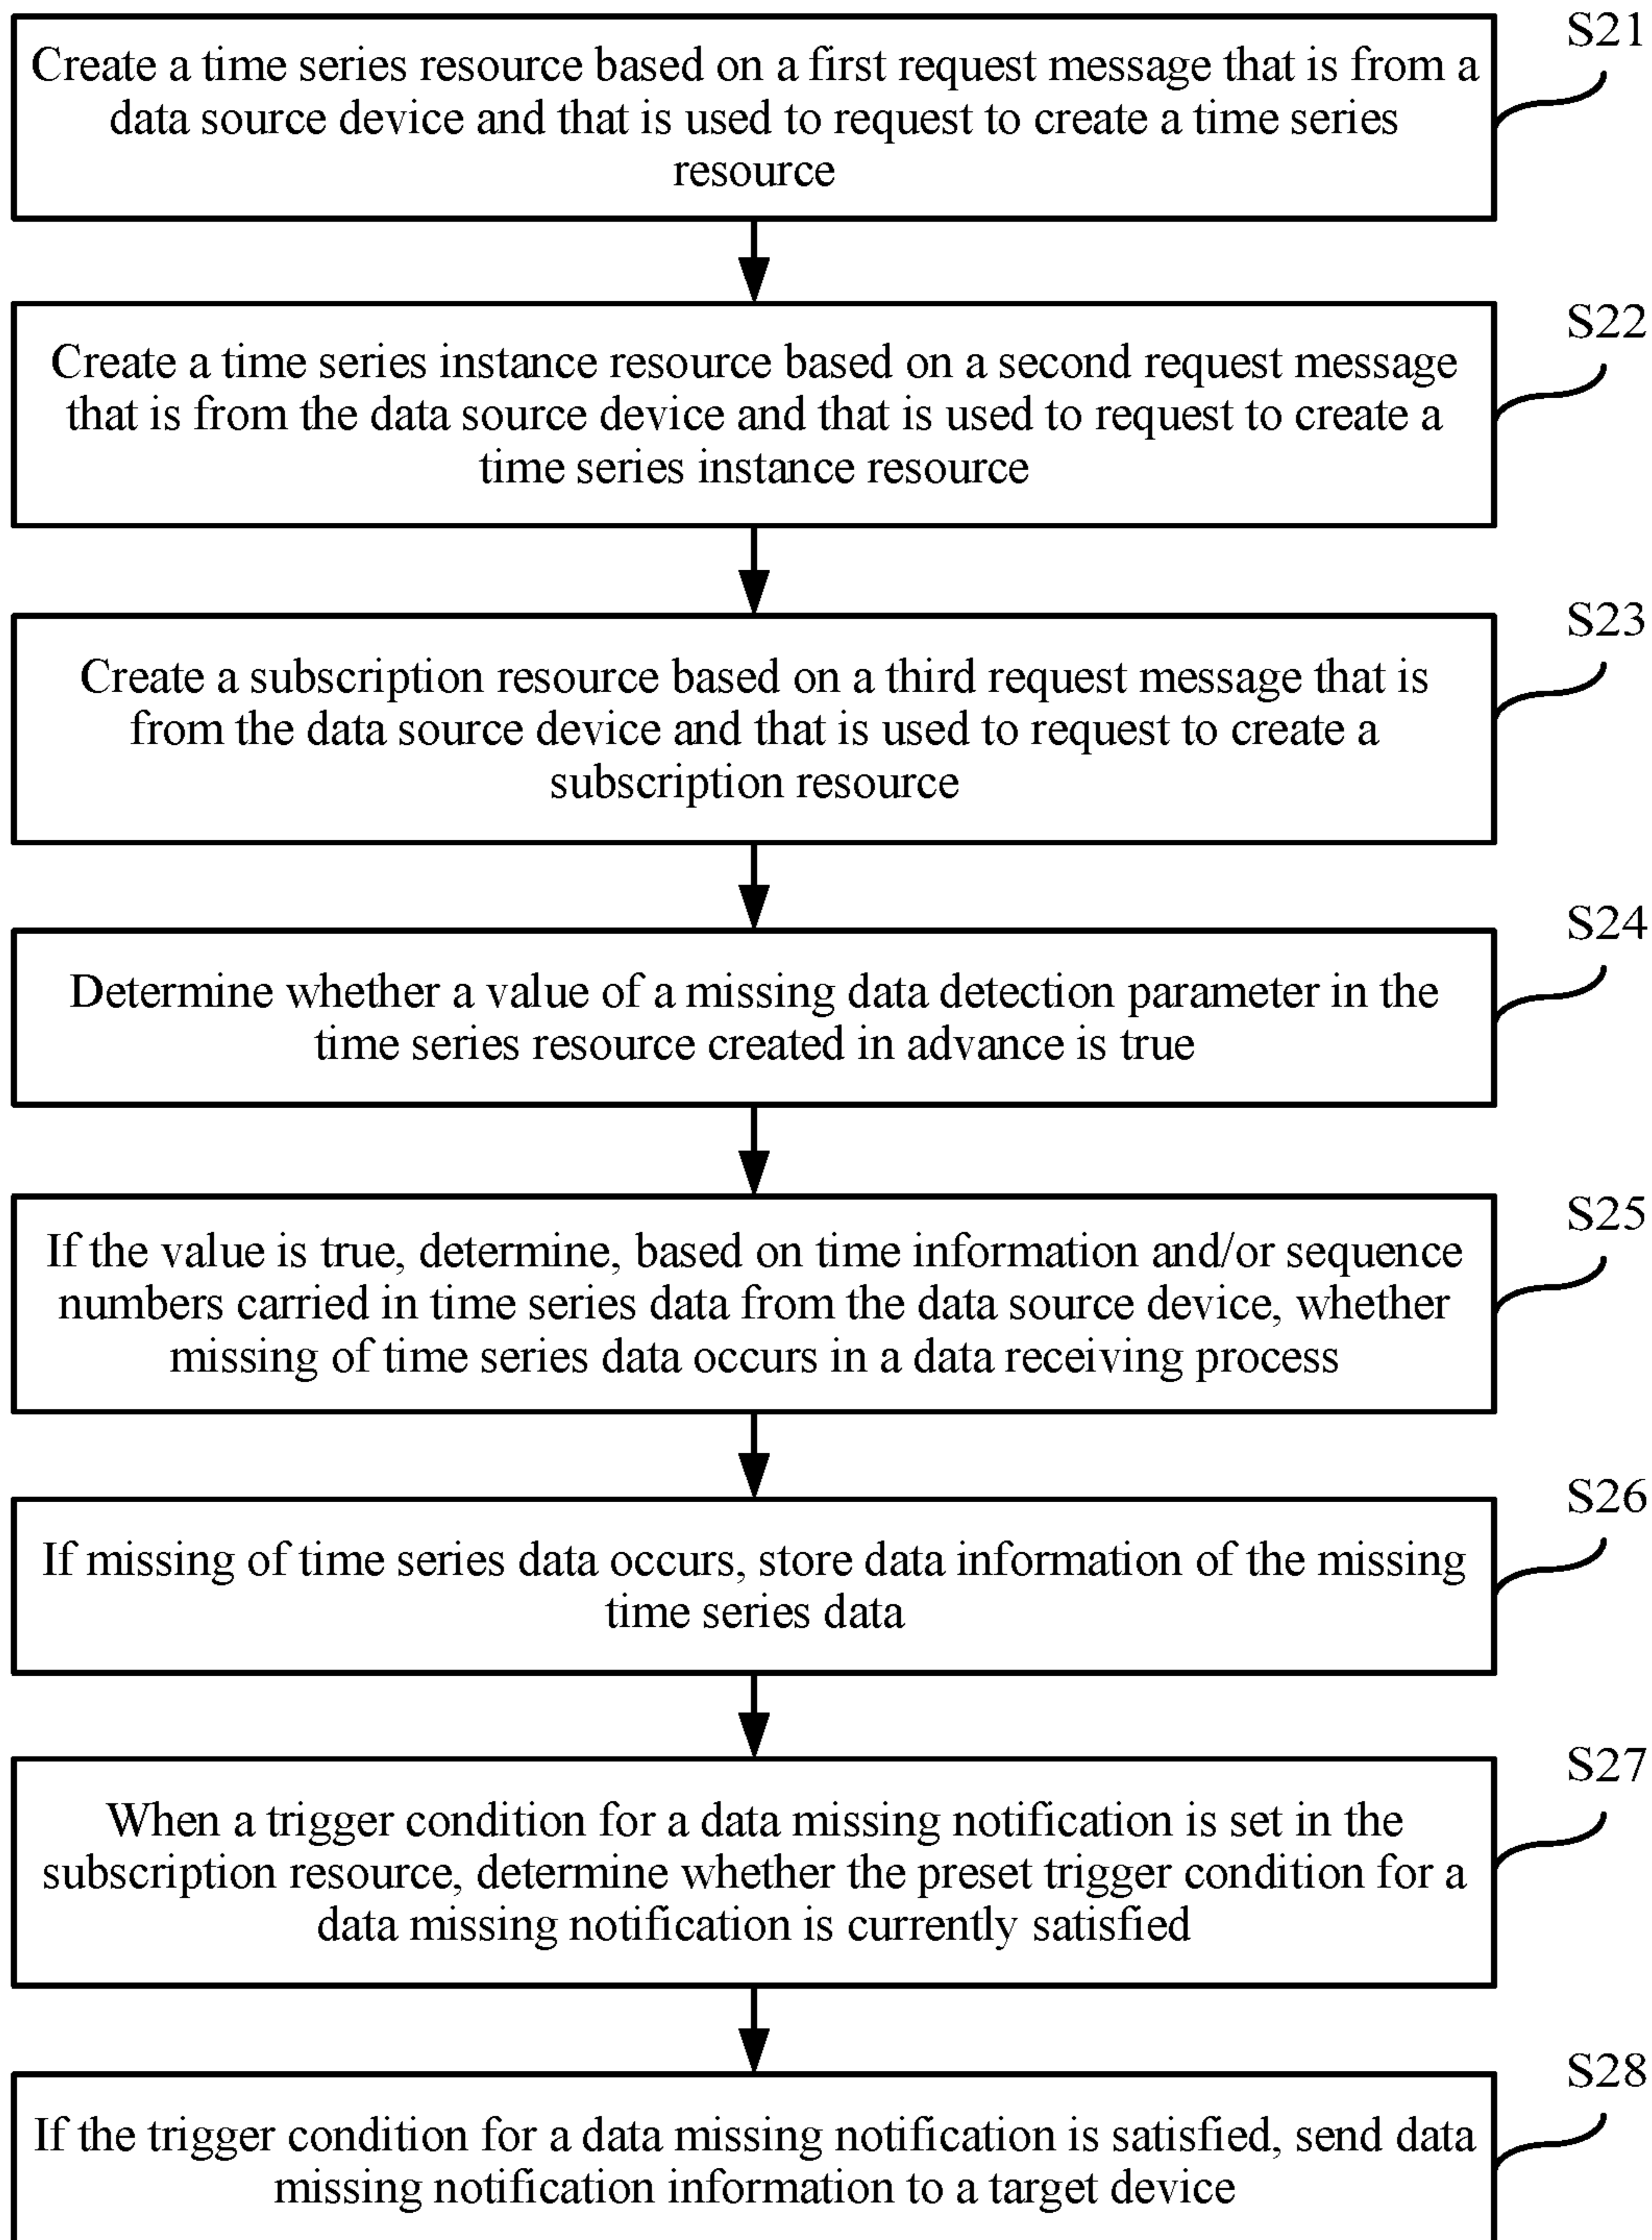 S21
Create a time series resource based on a first request message that is from a
data source device and that is used to request to create a time series
resource
S22
Create a time series instance resource based on a second request message
that is from the data source device and that is used to request to create a
time series instance resource
S23
Create a subscription resource based on a third request message that is
from the data source device and that is used to request to create a
subscription resource
S24
Determine whether a value of a missing data detection parameter in the
time series resource created in advance is true
S25
If the value is true, determine, based on time information and/or sequence
numbers carried in time series data from the data source device, whether
missing of time series data occurs in a data receiving process
S26
If missing of time series data occurs, store data information of the missing
time series data
S27
When a trigger condition for a data missing notification is set in the
subscription resource, determine whether the preset trigger condition for a
data missing notification is currently satisfied
S28
If the trigger condition for a data missing notification is satisfied, send data
missing notification information to a target device